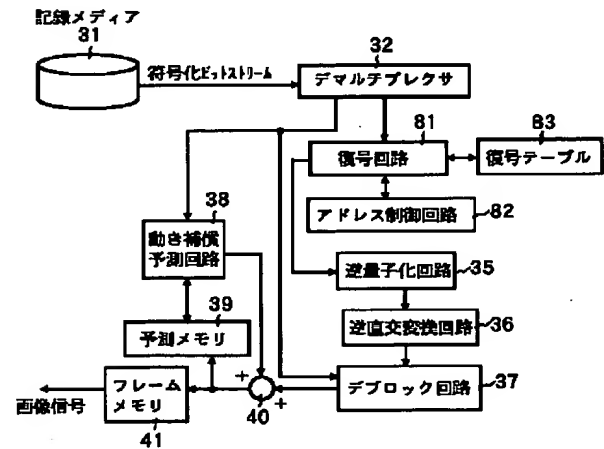 記録メディア
31
符号化ビットストリーム
32
デマルチプレクサ
81
復号回路
83
復号テーブル
アドレス制御回路
82
38
動き補償
予測回路
逆量子化回路
35
39
予測メモリ
逆直交変換回路
36
フレーム
メモリ
41
画像信号
+
40
+
デブロック回路
37